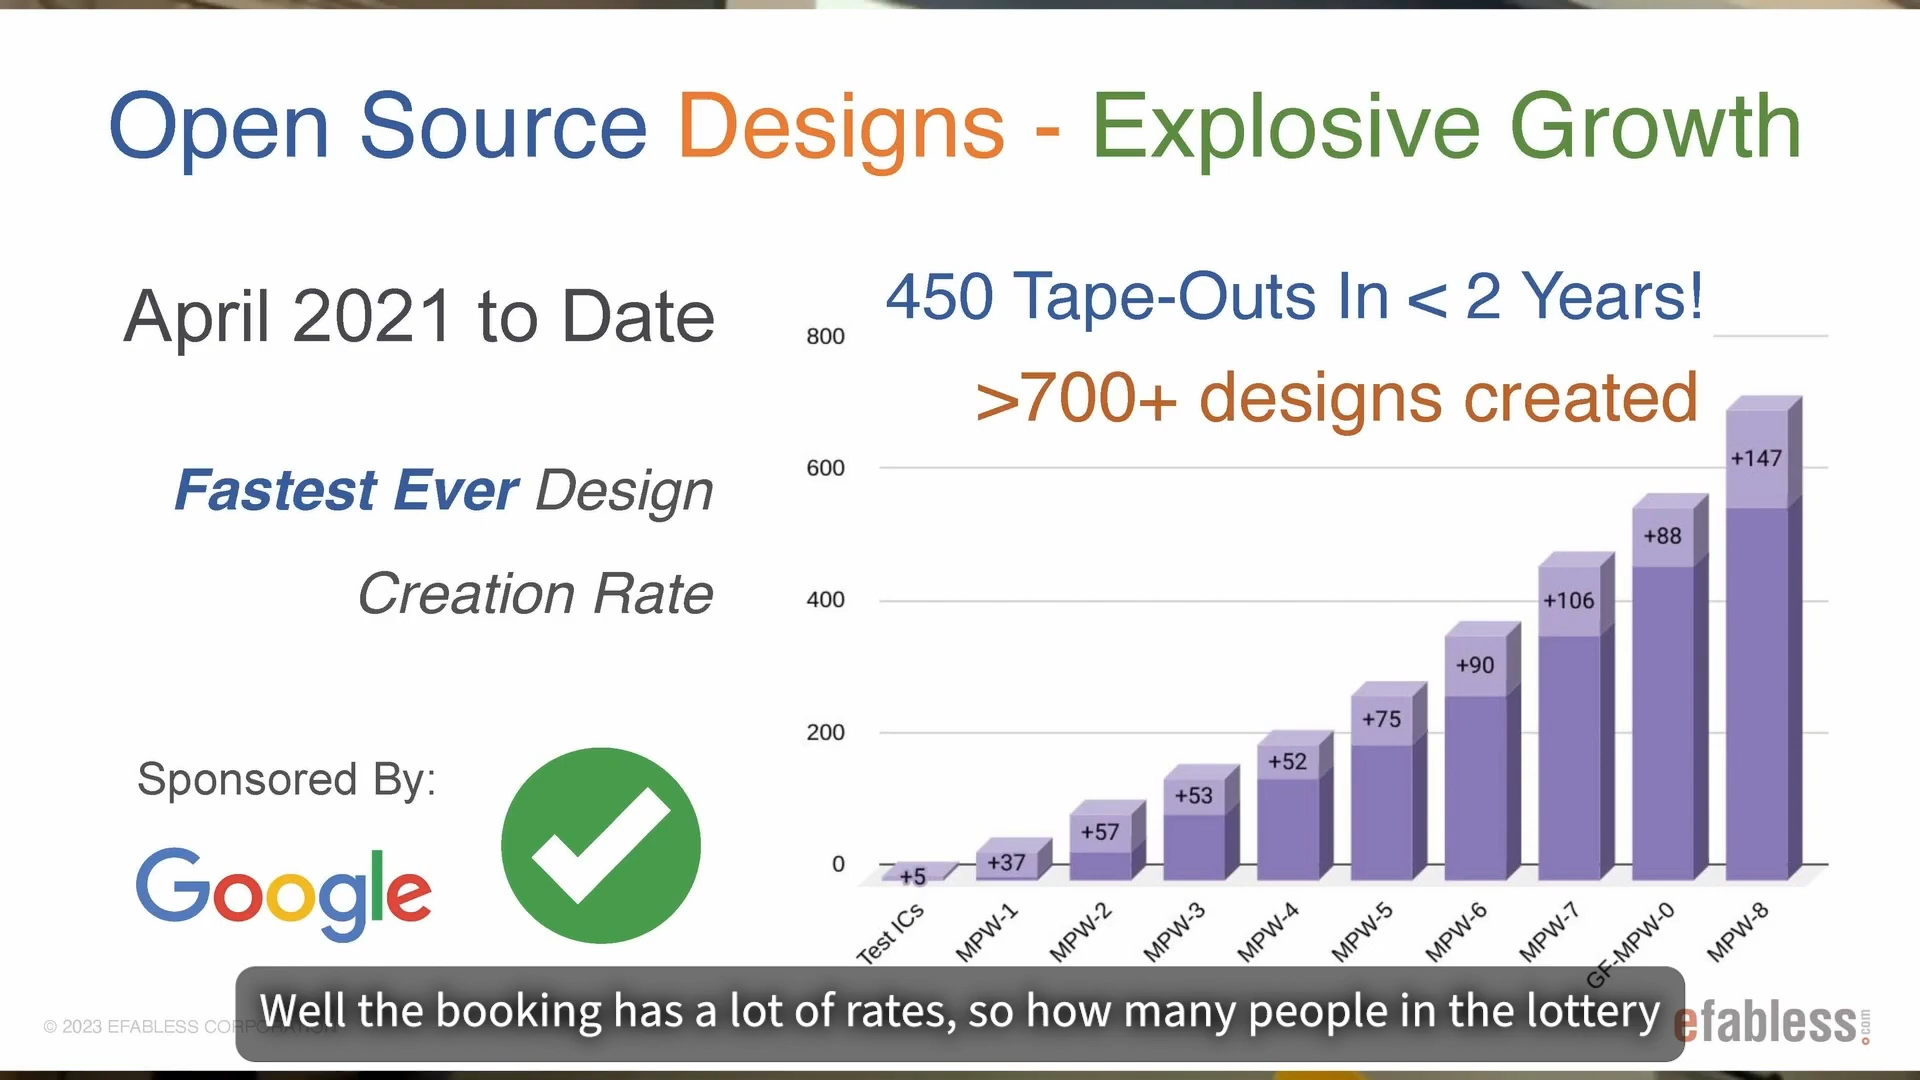 Open Source Designs - Explosive Growth
April 2021 to Date
450 Tape-Outs In < 2 Years!
>700+ designs created
Fastest Ever Design
Creation Rate
Sponsored By:
Google
800
600
400
200
0
+5
+37
+57
+53
+52
+75
+90
+106
+88
+147
Test ICs
MPW-1
MPW-2
MPW-3
MPW-4
MPW-5
MPW-6
MPW-7
GF-MPW-0
MPW-8
Well the booking has a lot of rates, so how many people in the lottery
© 2023 EFABLESS CORPORATION
efabless.com